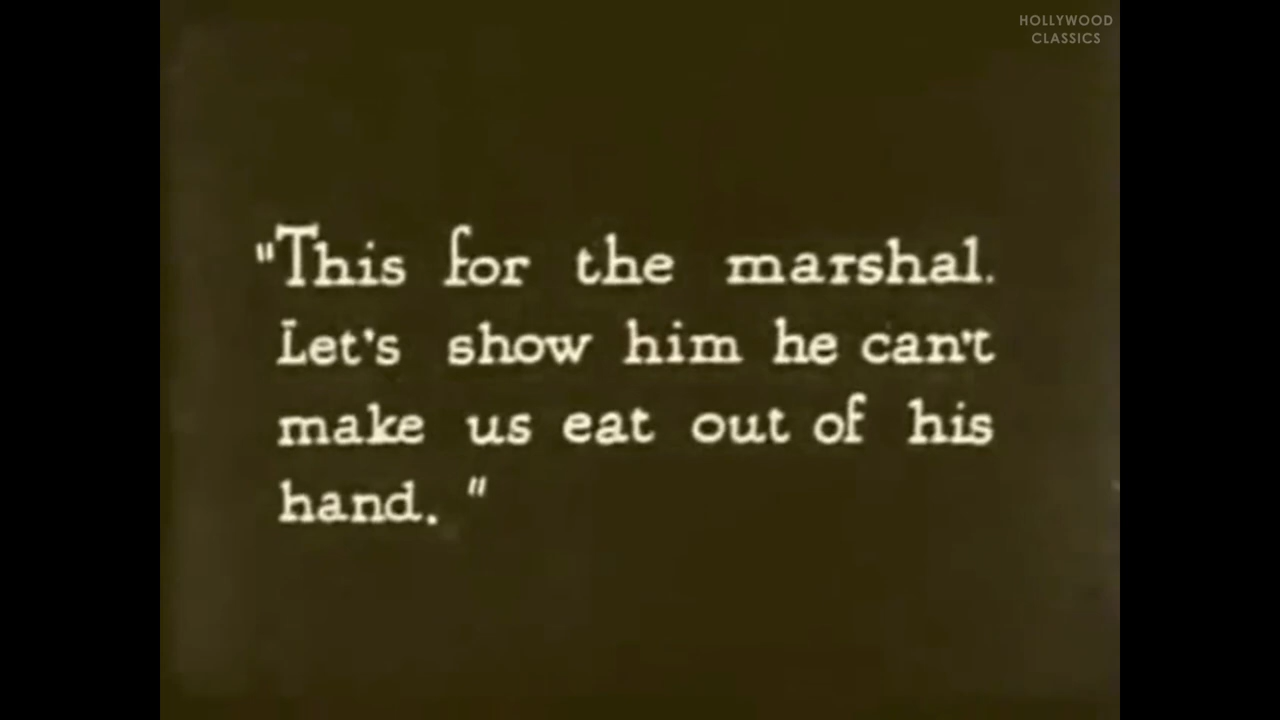 HOLLYWOOD
CLASSICS
"This for the marshal.
Let's show him he can't
make us eat out of his
hand. "